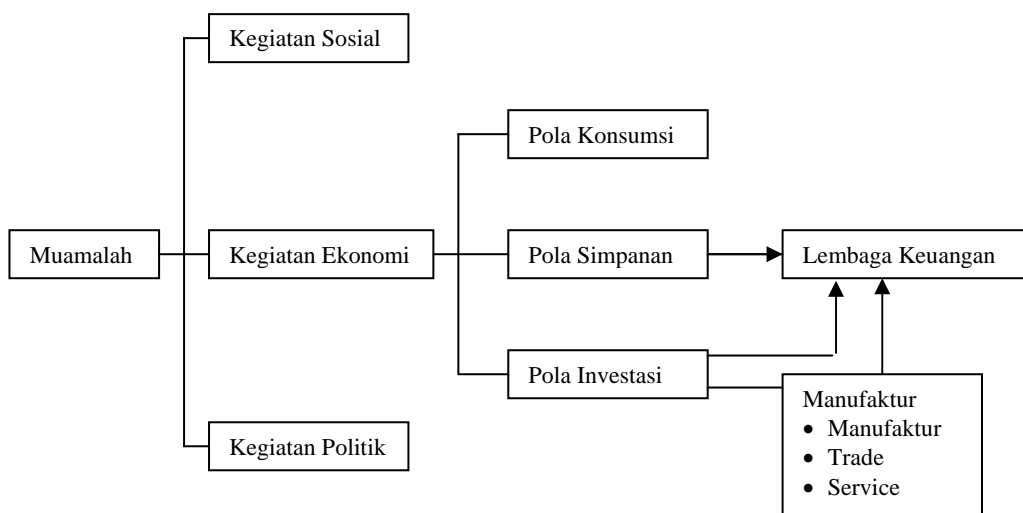 Kegiatan Sosial
Pola Konsumsi
Muamalah
Kegiatan Ekonomi
Pola Simpanan
Lembaga Keuangan
Pola Investasi
Manufaktur
• Manufaktur
• Trade
• Service
Kegiatan Politik